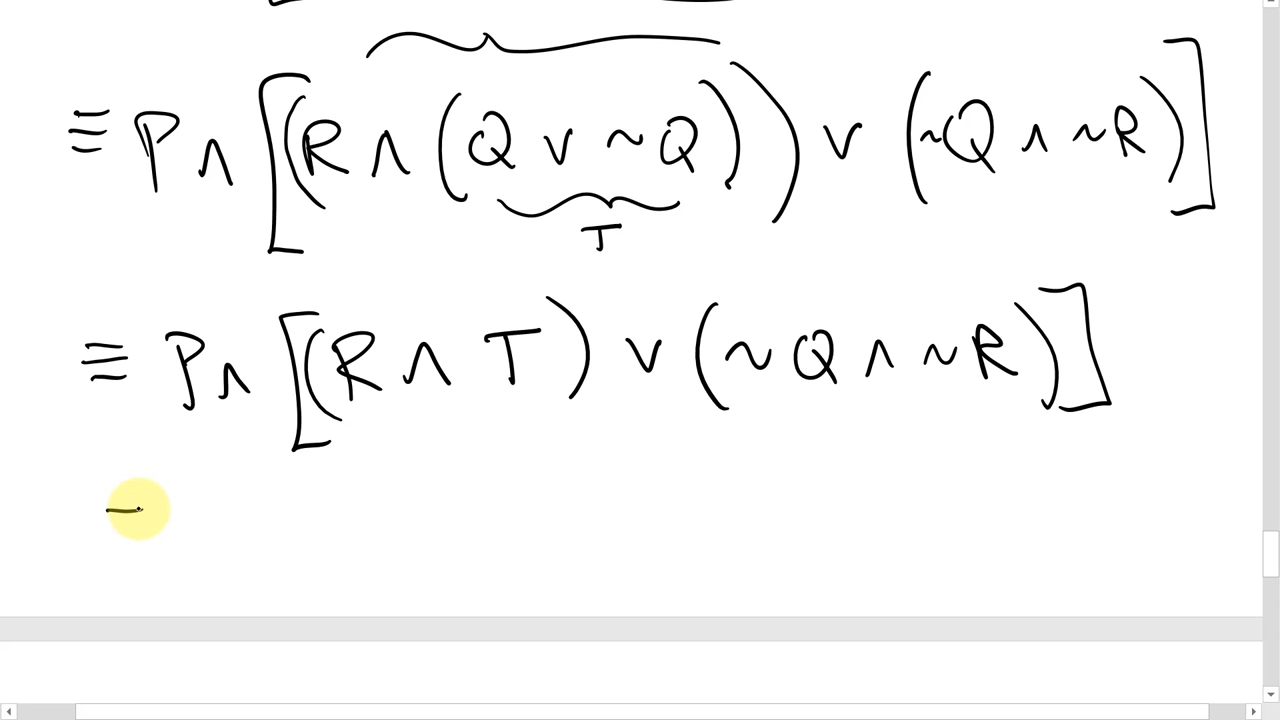 ≡ P ∧ [(R ∧ (Q ∨ ~Q)) ∨ (~Q ∧ ~R)]
T
≡ P ∧ [(R ∧ T) ∨ (~Q ∧ ~R)]